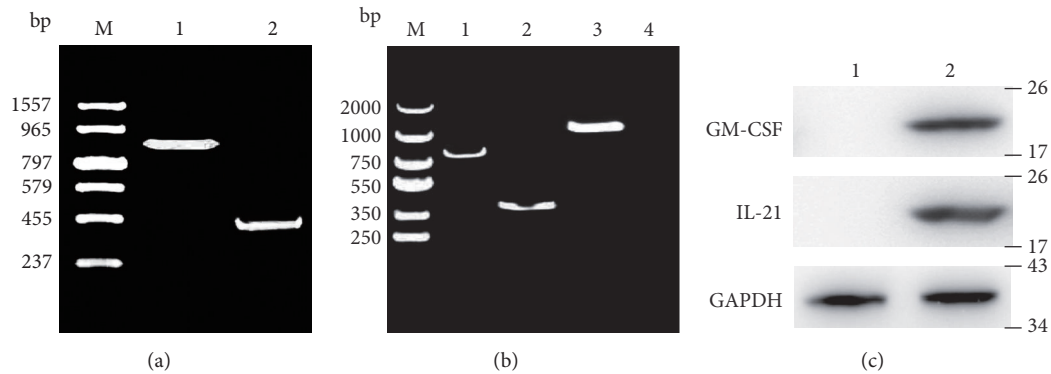 bp M 1 2
1557
965
797
579
455
237
(a)
bp M 1 2 3 4
2000
1000
750
550
350
250
(b)
1 2
GM-CSF 26
17
IL-21 26
17
GAPDH 43
34
(c)